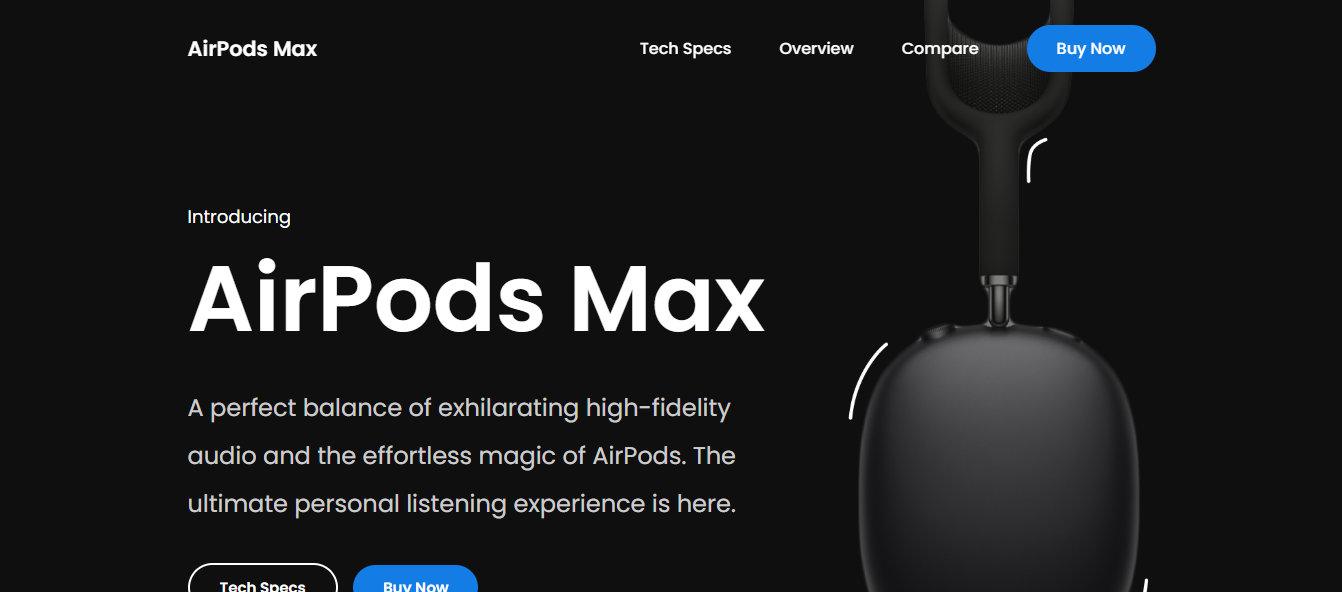 AirPods Max
Tech Specs Overview Compare Buy Now
Introducing
AirPods Max
A perfect balance of exhilarating high-fidelity
audio and the effortless magic of AirPods. The
ultimate personal listening experience is here.
Tech Specs Buy Now